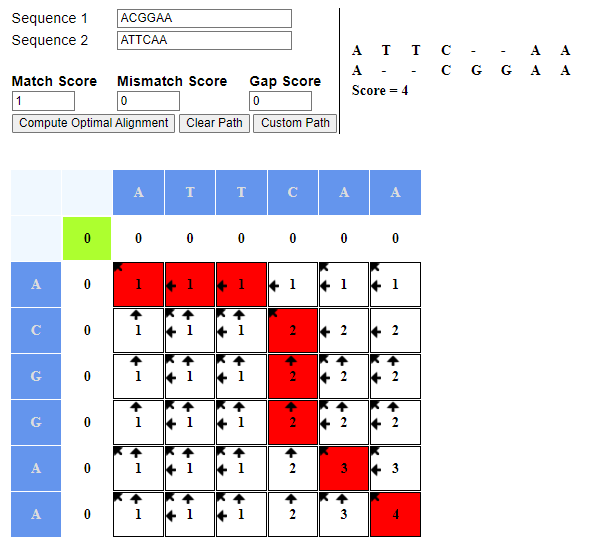 Sequence 1 ACGGAA
Sequence 2 ATTCAA
Match Score Mismatch Score Gap Score
1 0 0
Compute Optimal Alignment Clear Path Custom Path
A T T C - - A A
A - - C G G A A
Score = 4
A T T C A A
0 0 0 0 0 0 0
A 0 1 1 1 1 1 1
C 0 1 1 1 2 2 2
G 0 1 1 1 2 2 2
G 0 1 1 1 2 2 2
A 0 1 1 1 2 3 3
A 0 1 1 1 2 3 4